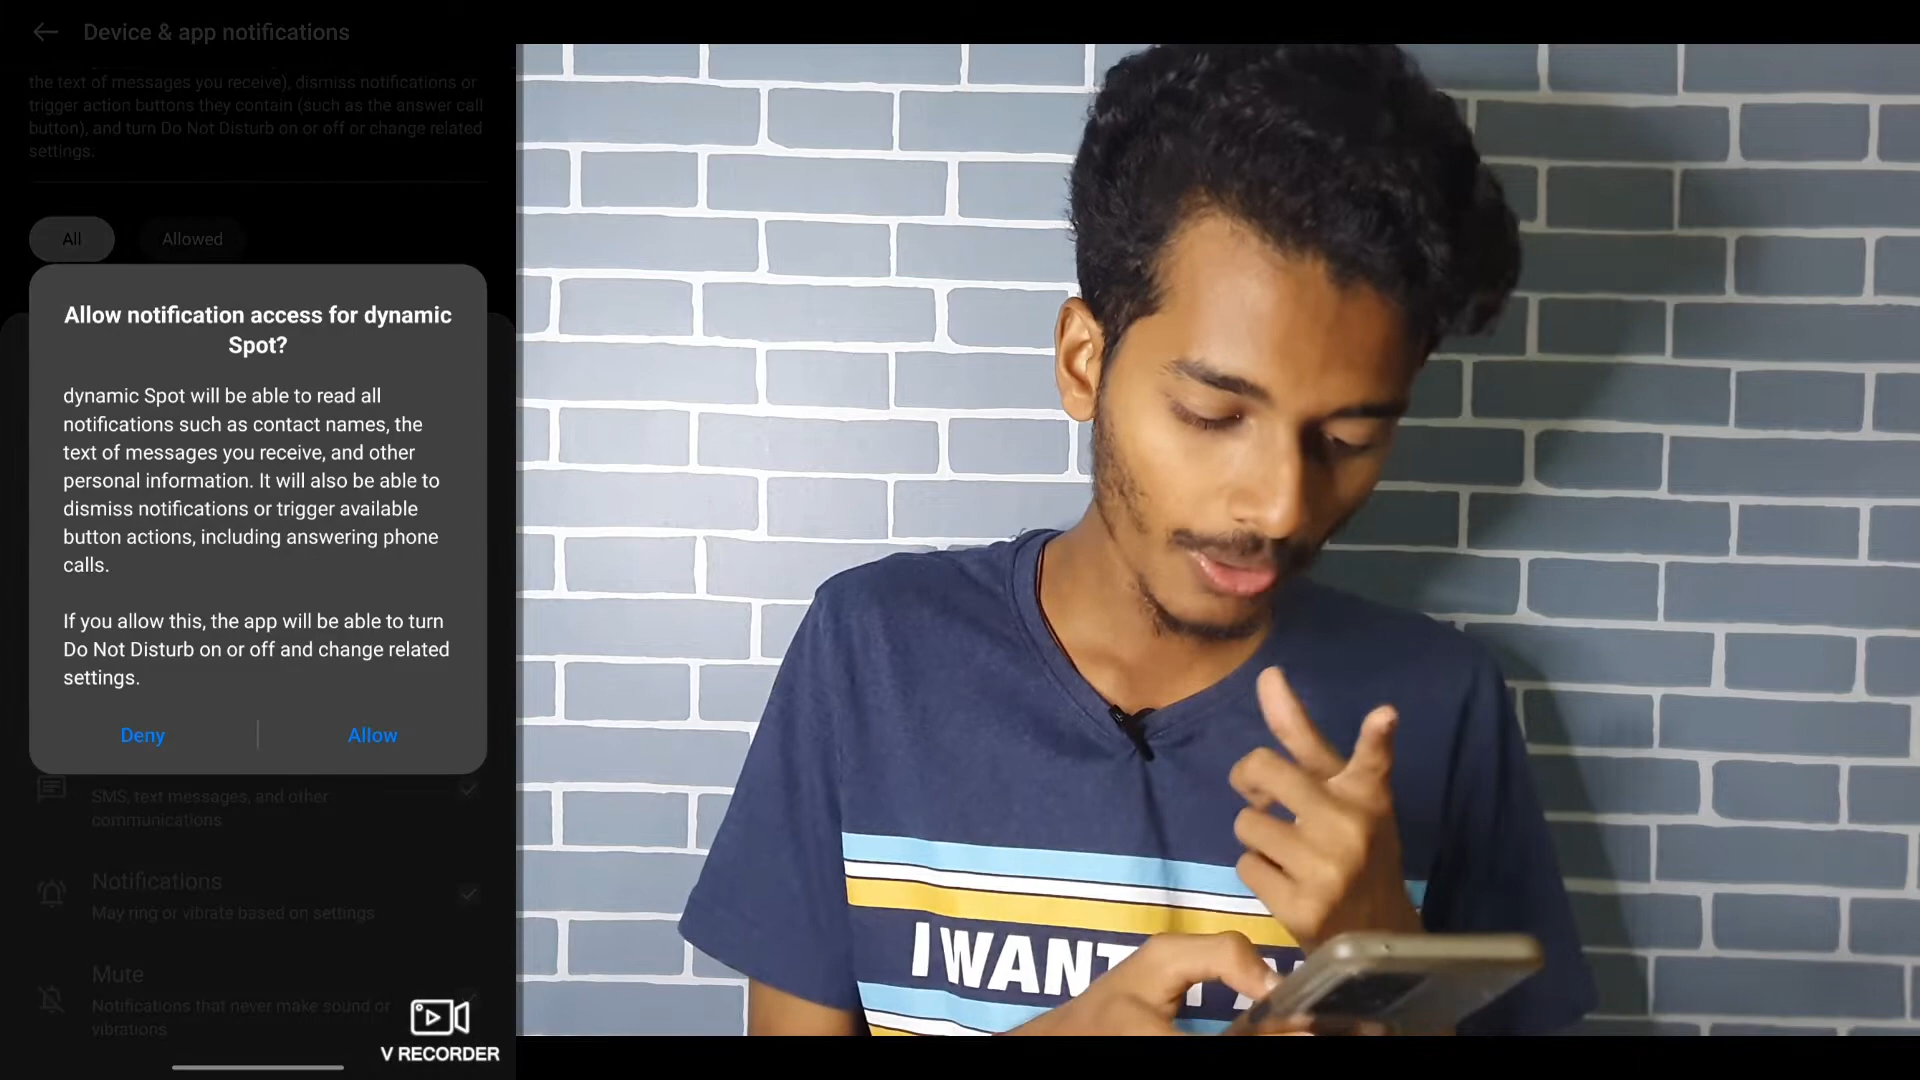 Device & app notifications
the text of messages you receive), dismiss notifications or
trigger action buttons they contain (such as the answer call
button), and turn Do Not Disturb on or off or change related
settings.
All
Allowed
Allow notification access for dynamic
Spot?
dynamic Spot will be able to read all
notifications such as contact names, the
text of messages you receive, and other
personal information. It will also be able to
dismiss notifications or trigger available
button actions, including answering phone
calls.
If you allow this, the app will be able to turn
Do Not Disturb on or off and change related
settings.
Deny
Allow
SMS, text messages, and other
communications
Notifications
May ring or vibrate based on settings
Mute
Notifications that never make sound or
vibrations
V RECORDER
I WANT